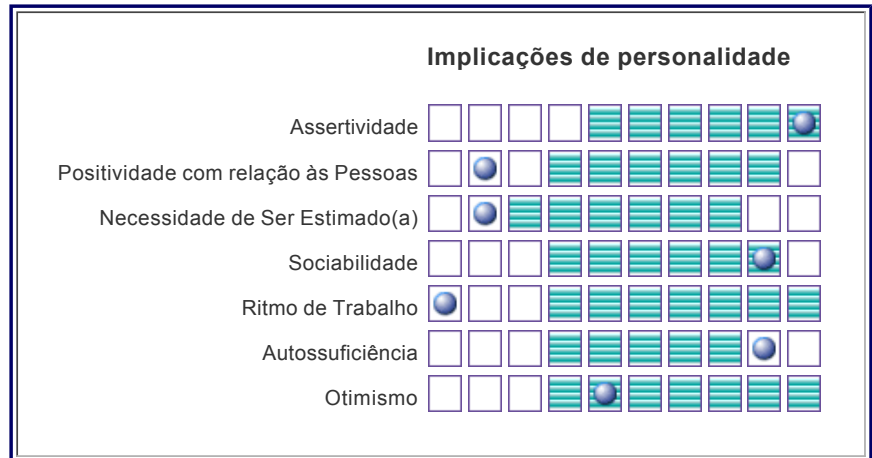 Implicações de personalidade
Assertividade
Positividade com relação às Pessoas
Necessidade de Ser Estimado(a)
Sociabilidade
Ritmo de Trabalho
Autossuficiência
Otimismo